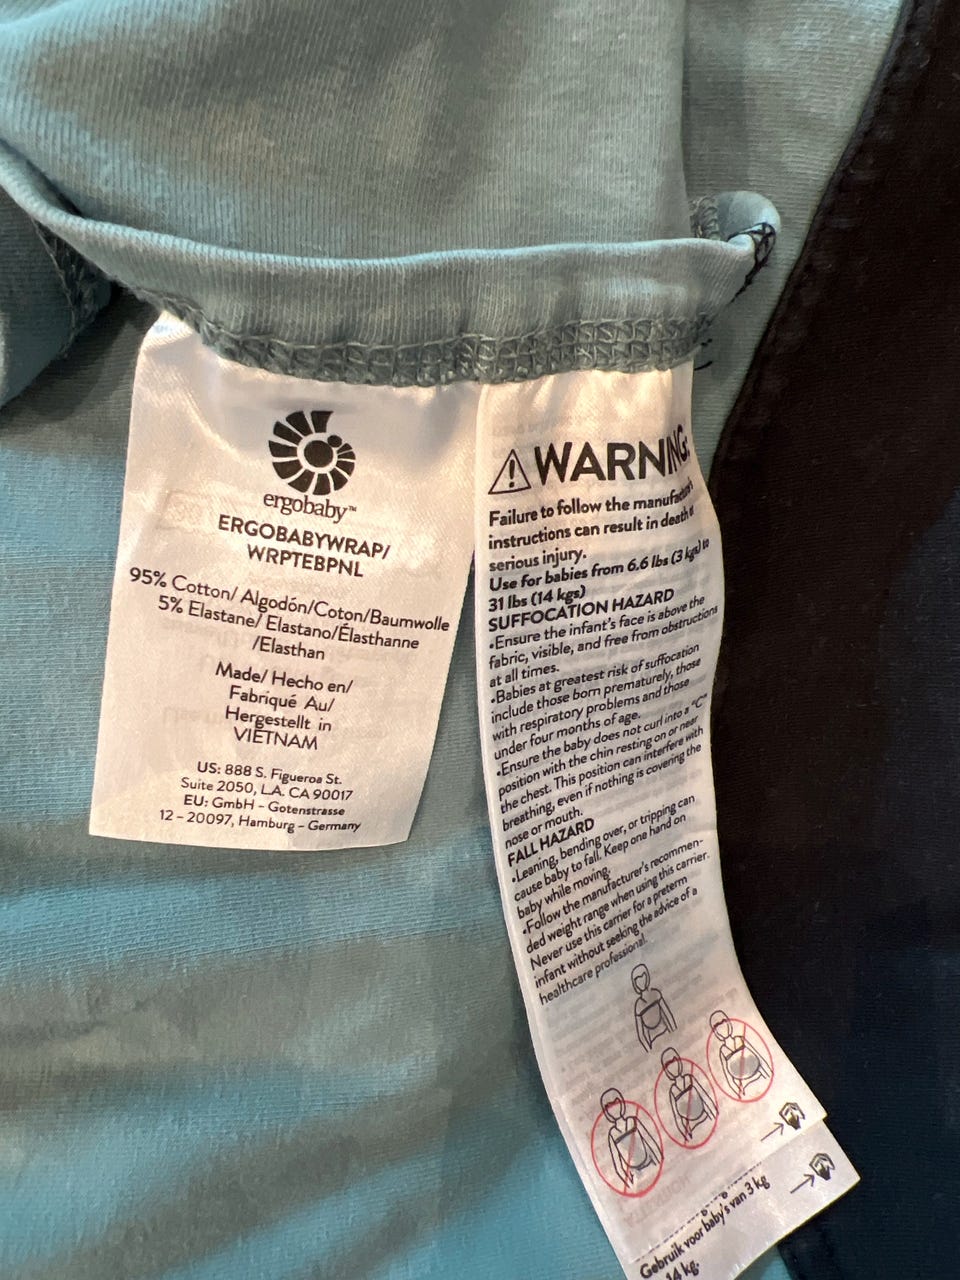 ergobaby™
ERGOBABYWRAP/
WRPTEBPNL
95% Cotton/ Algodón/Coton/Baumwolle
5% Elastane/ Elastano/Élasthanne
/Elasthan
Made/ Hecho en/
Fabriqué Au/
Hergestellt in
VIETNAM
US: 888 S. Figueroa St.
Suite 2050, L.A. CA 90017
EU: GmbH - Gotenstrasse
12 - 20097, Hamburg - Germany
WARNING:
Failure to follow the manufacturer's
instructions can result in death or
serious injury.
Use for babies from 6.6 lbs (3 kgs) to
31 lbs (14 kgs)
SUFFOCATION HAZARD
•Ensure the infant's face is above the
fabric, visible, and free from obstructions
at all times.
•Babies at greatest risk of suffocation
include those born prematurely, those
with respiratory problems and those
under four months of age.
•Ensure the baby does not curl into a "C"
position with the chin resting on or near
the chest. This position can interfere with
breathing, even if nothing is covering the
nose or mouth.
FALL HAZARD
•Leaning, bending over, or tripping can
cause baby to fall. Keep one hand on
baby while moving.
•Follow the manufacturer's recommen-
ded weight range when using this carrier.
Never use this carrier for a preterm
infant without seeking the advice of a
healthcare professional.
Gebruik voor baby's van 3 kg
14 kg.